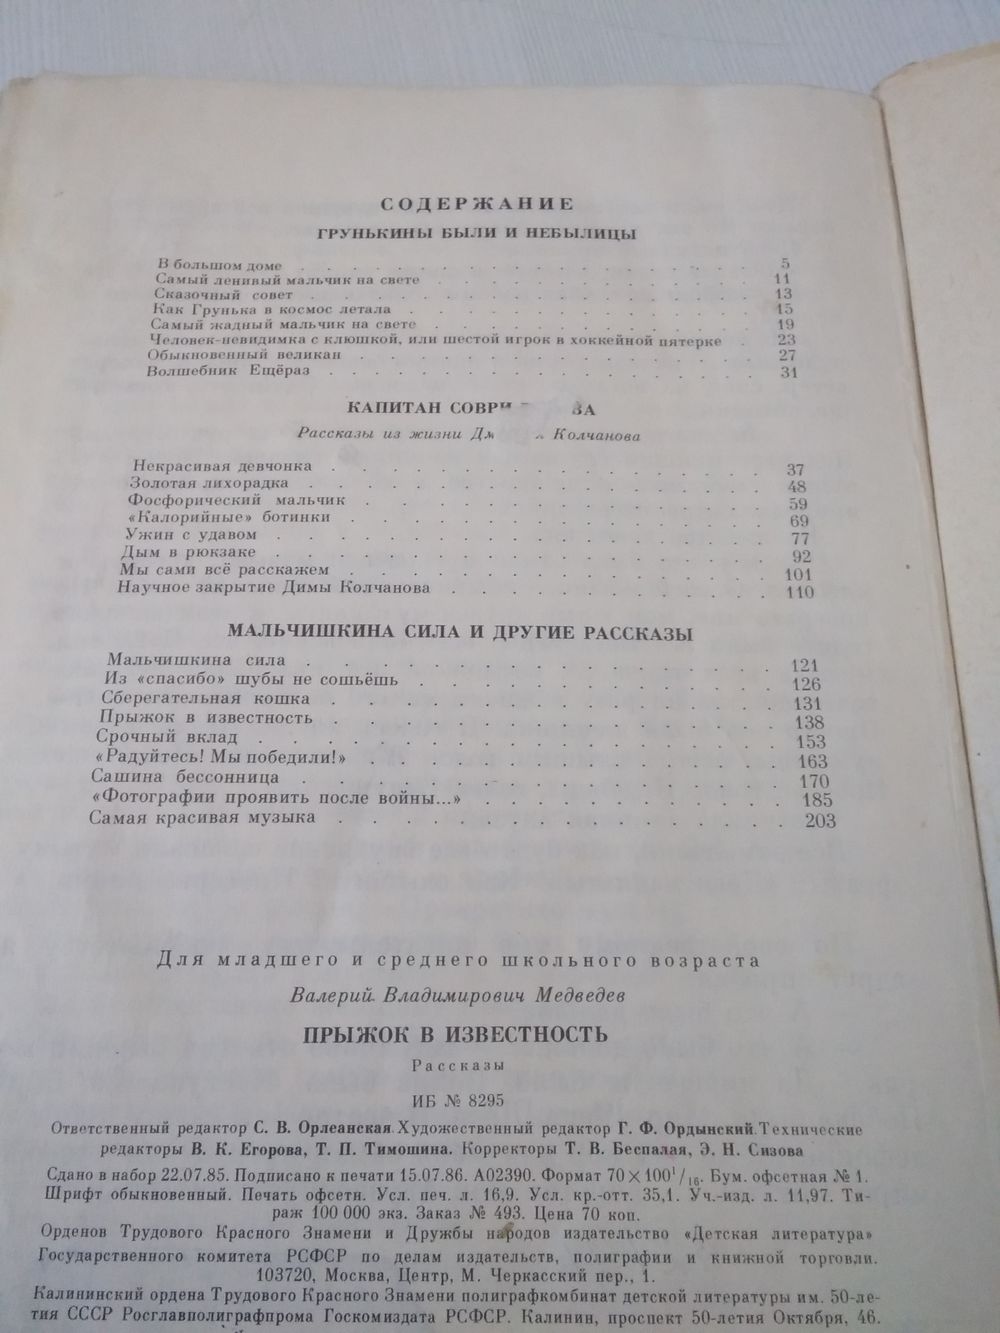 СОДЕРЖАНИЕ
ГРУНЬКИНЫ БЫЛИ И НЕБЫЛИЦЫ
В большом доме . . . . . . . . . . . . . . . . . . 5
Самый ленивый мальчик на свете . . . . . . . . . . . . 11
Сказочный совет . . . . . . . . . . . . . . . . . . 13
Как Грунька в космос летала . . . . . . . . . . . . . 15
Самый жадный мальчик на свете . . . . . . . . . . . . 19
Человек-невидимка с клюшкой, или шестой игрок в хоккейной пятерке . 23
Обыкновенный великан . . . . . . . . . . . . . . . 27
Волшебник Ещёраз . . . . . . . . . . . . . . . . . 31
КАПИТАН СОВРИ ЗА
Рассказы из жизни Колчанова
Некрасивая девчонка . . . . . . . . . . . . . . . . 37
Золотая лихорадка . . . . . . . . . . . . . . . . . 48
Фосфорический мальчик . . . . . . . . . . . . . . . 59
«Калорийные» ботинки . . . . . . . . . . . . . . . 69
Ужин с удавом . . . . . . . . . . . . . . . . . . 77
Дым в рюкзаке . . . . . . . . . . . . . . . . . . 92
Мы сами всё расскажем . . . . . . . . . . . . . . . 101
Научное закрытие Димы Колчанова . . . . . . . . . . . 110
МАЛЬЧИШКИНА СИЛА И ДРУГИЕ РАССКАЗЫ
Мальчишкина сила . . . . . . . . . . . . . . . . 121
Из «спасибо» шубы не сошьёшь . . . . . . . . . . . . 126
Сберегательная кошка . . . . . . . . . . . . . . . 131
Прыжок в известность . . . . . . . . . . . . . . . 138
Срочный вклад . . . . . . . . . . . . . . . . . . 153
«Радуйтесь! Мы победили!» . . . . . . . . . . . . . . 163
Сашина бессонница . . . . . . . . . . . . . . . . 170
«Фотографии проявить после войны...» . . . . . . . . . . 185
Самая красивая музыка . . . . . . . . . . . . . . . 203
Для младшего и среднего школьного возраста
Валерий Владимирович Медведев
ПРЫЖОК В ИЗВЕСТНОСТЬ
Рассказы
ИБ № 8295
Ответственный редактор С. В. Орлеанская. Художественный редактор Г. Ф. Ордынский. Технические
редакторы В. К. Егорова, Т. П. Тимошина. Корректоры Т. В. Беспалая, Э. Н. Сизова
Сдано в набор 22.07.85. Подписано к печати 15.07.86. А02390. Формат 70×100¹/₁₆. Бум. офсетная № 1.
Шрифт обыкновенный. Печать офсетн. Усл. печ. л. 16,9. Усл. кр.-отт. 35,1. Уч.-изд. л. 11,97. Ти-
раж 100 000 экз. Заказ № 493. Цена 70 коп.
Орденов Трудового Красного Знамени и Дружбы народов издательство «Детская литература»
Государственного комитета РСФСР по делам издательств, полиграфии и книжной торговли.
103720, Москва, Центр, М. Черкасский пер., 1.
Калининский ордена Трудового Красного Знамени полиграфкомбинат детской литературы им. 50-ле-
тия СССР Росглавполиграфпрома Госкомиздата РСФСР. Калинин, проспект 50-летия Октября, 46.